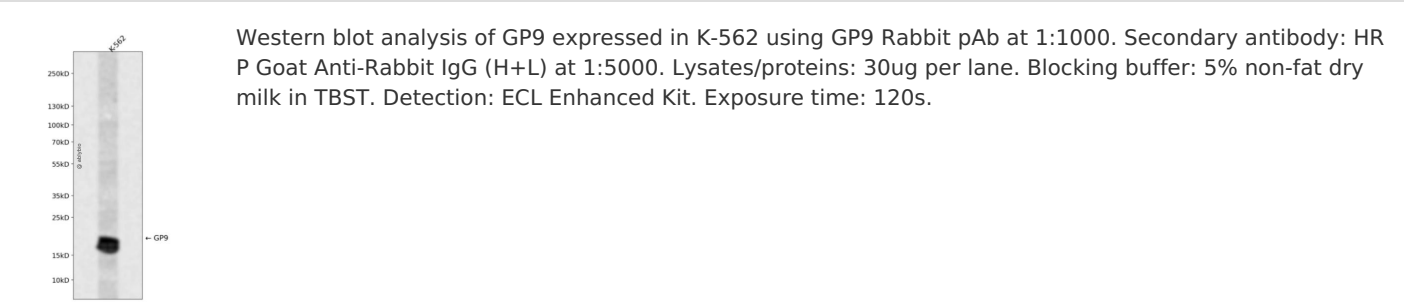 K-562
250kD
130kD
100kD
70kD
55kD
35kD
25kD
15kD
10kD
← GP9
Western blot analysis of GP9 expressed in K-562 using GP9 Rabbit pAb at 1:1000. Secondary antibody: HR
P Goat Anti-Rabbit IgG (H+L) at 1:5000. Lysates/proteins: 30ug per lane. Blocking buffer: 5% non-fat dry
milk in TBST. Detection: ECL Enhanced Kit. Exposure time: 120s.